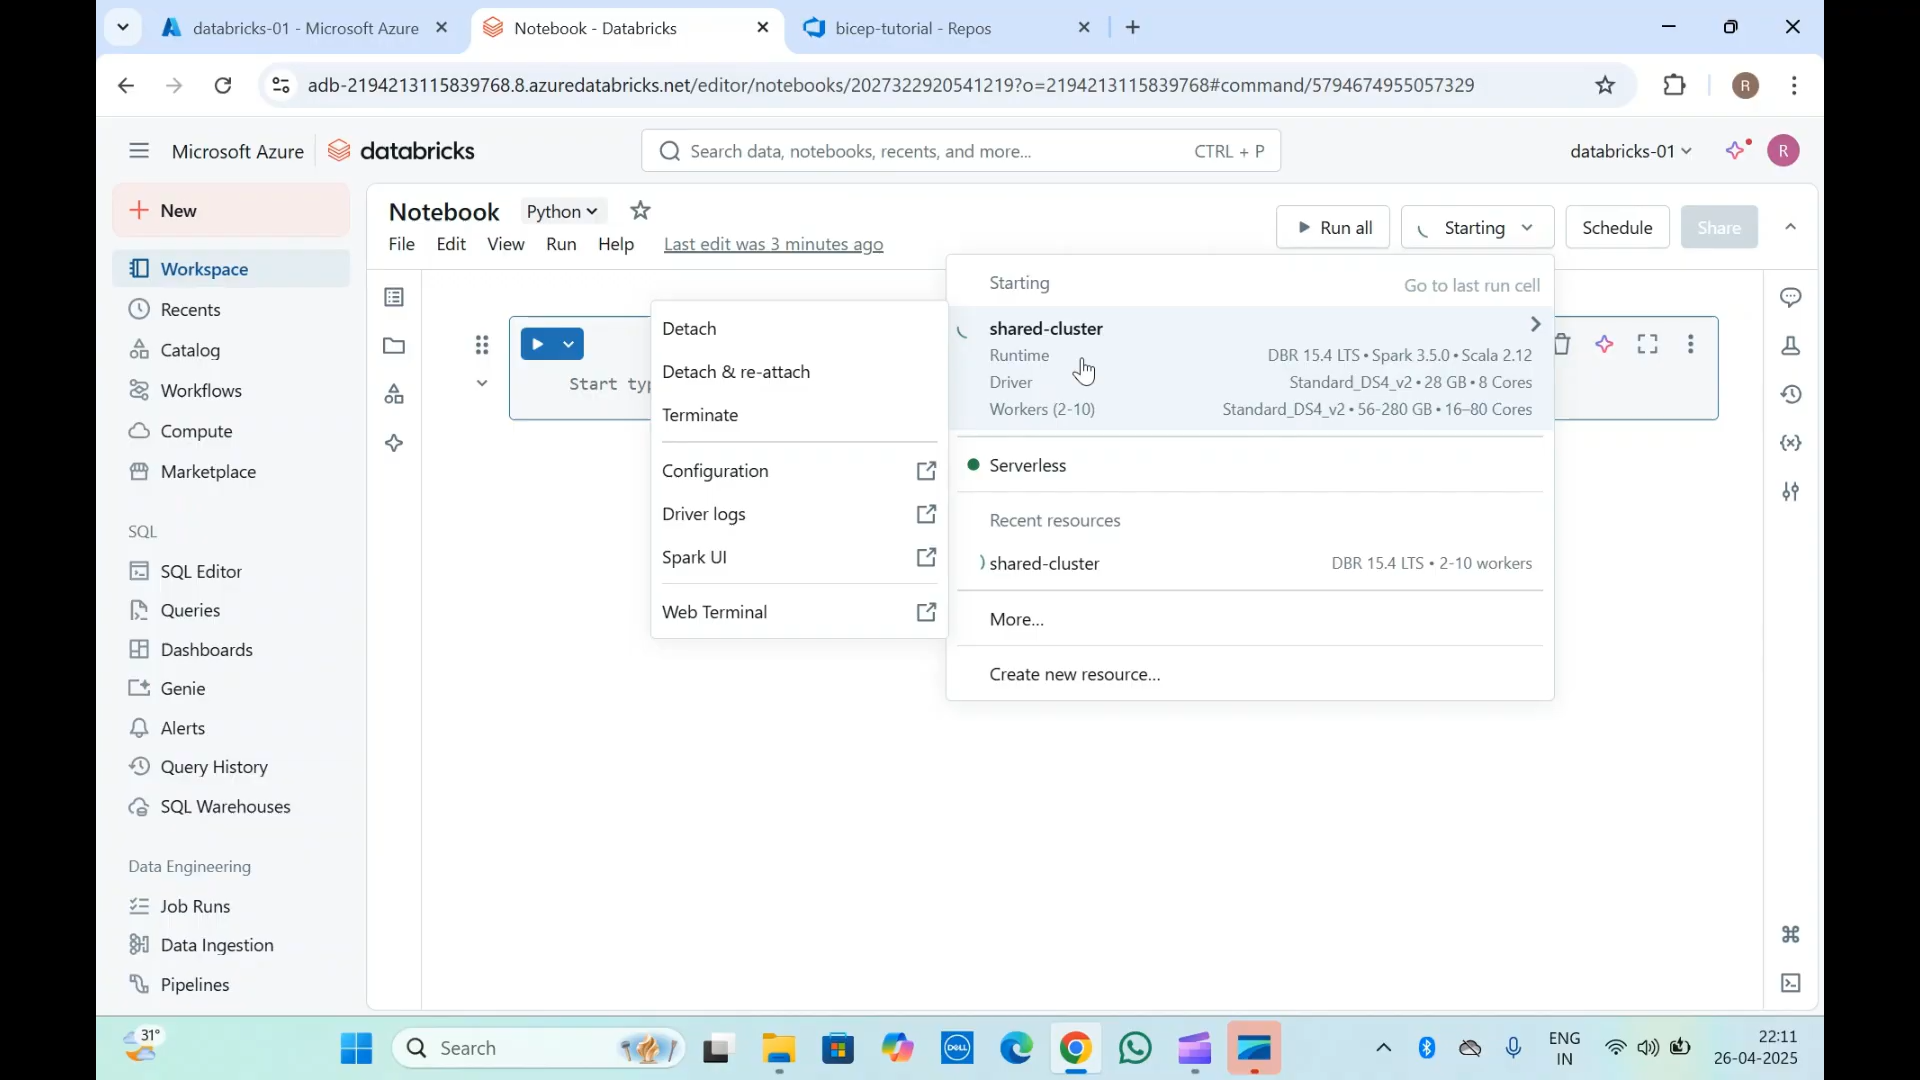 databricks-01 - Microsoft Azure
Notebook - Databricks
bicep-tutorial - Repos
adb-2194213115839768.8.azuredatabricks.net/editor/notebooks/2027322920541219?o=2194213115839768#command/5794674955057329
R
Microsoft Azure
databricks
Search data, notebooks, recents, and more...
CTRL + P
databricks-01
R
New
Workspace
Recents
Catalog
Workflows
Compute
Marketplace
SQL
SQL Editor
Queries
Dashboards
Genie
Alerts
Query History
SQL Warehouses
Data Engineering
Job Runs
Data Ingestion
Pipelines
Notebook
Python
File
Edit
View
Run
Help
Last edit was 3 minutes ago
Run all
Starting
Schedule
Share
Start typ
Detach
Detach & re-attach
Terminate
Configuration
Driver logs
Spark UI
Web Terminal
Starting
Go to last run cell
shared-cluster
Runtime
DBR 15.4 LTS • Spark 3.5.0 • Scala 2.12
Driver
Standard_DS4_v2 • 28 GB • 8 Cores
Workers (2-10)
Standard_DS4_v2 • 56-280 GB • 16–80 Cores
Serverless
Recent resources
shared-cluster
DBR 15.4 LTS • 2-10 workers
More...
Create new resource...
31°
Search
DELL
ENG
IN
22:11
26-04-2025